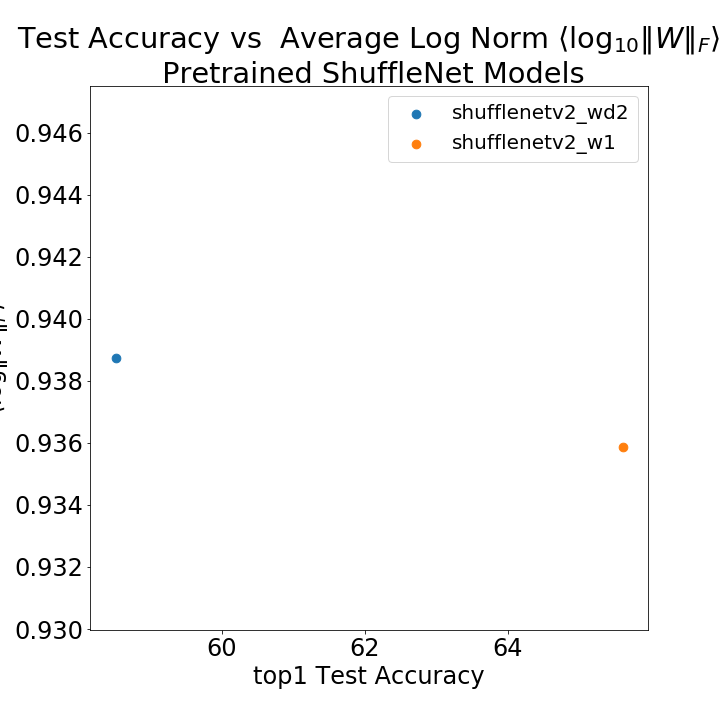 Test Accuracy vs Average Log Norm ⟨log₁₀‖W‖F⟩
Pretrained ShuffleNet Models
shufflenetv2_wd2
shufflenetv2_w1
0.946
0.944
0.942
0.940
0.938
0.936
0.934
0.932
0.930
60 62 64
top1 Test Accuracy